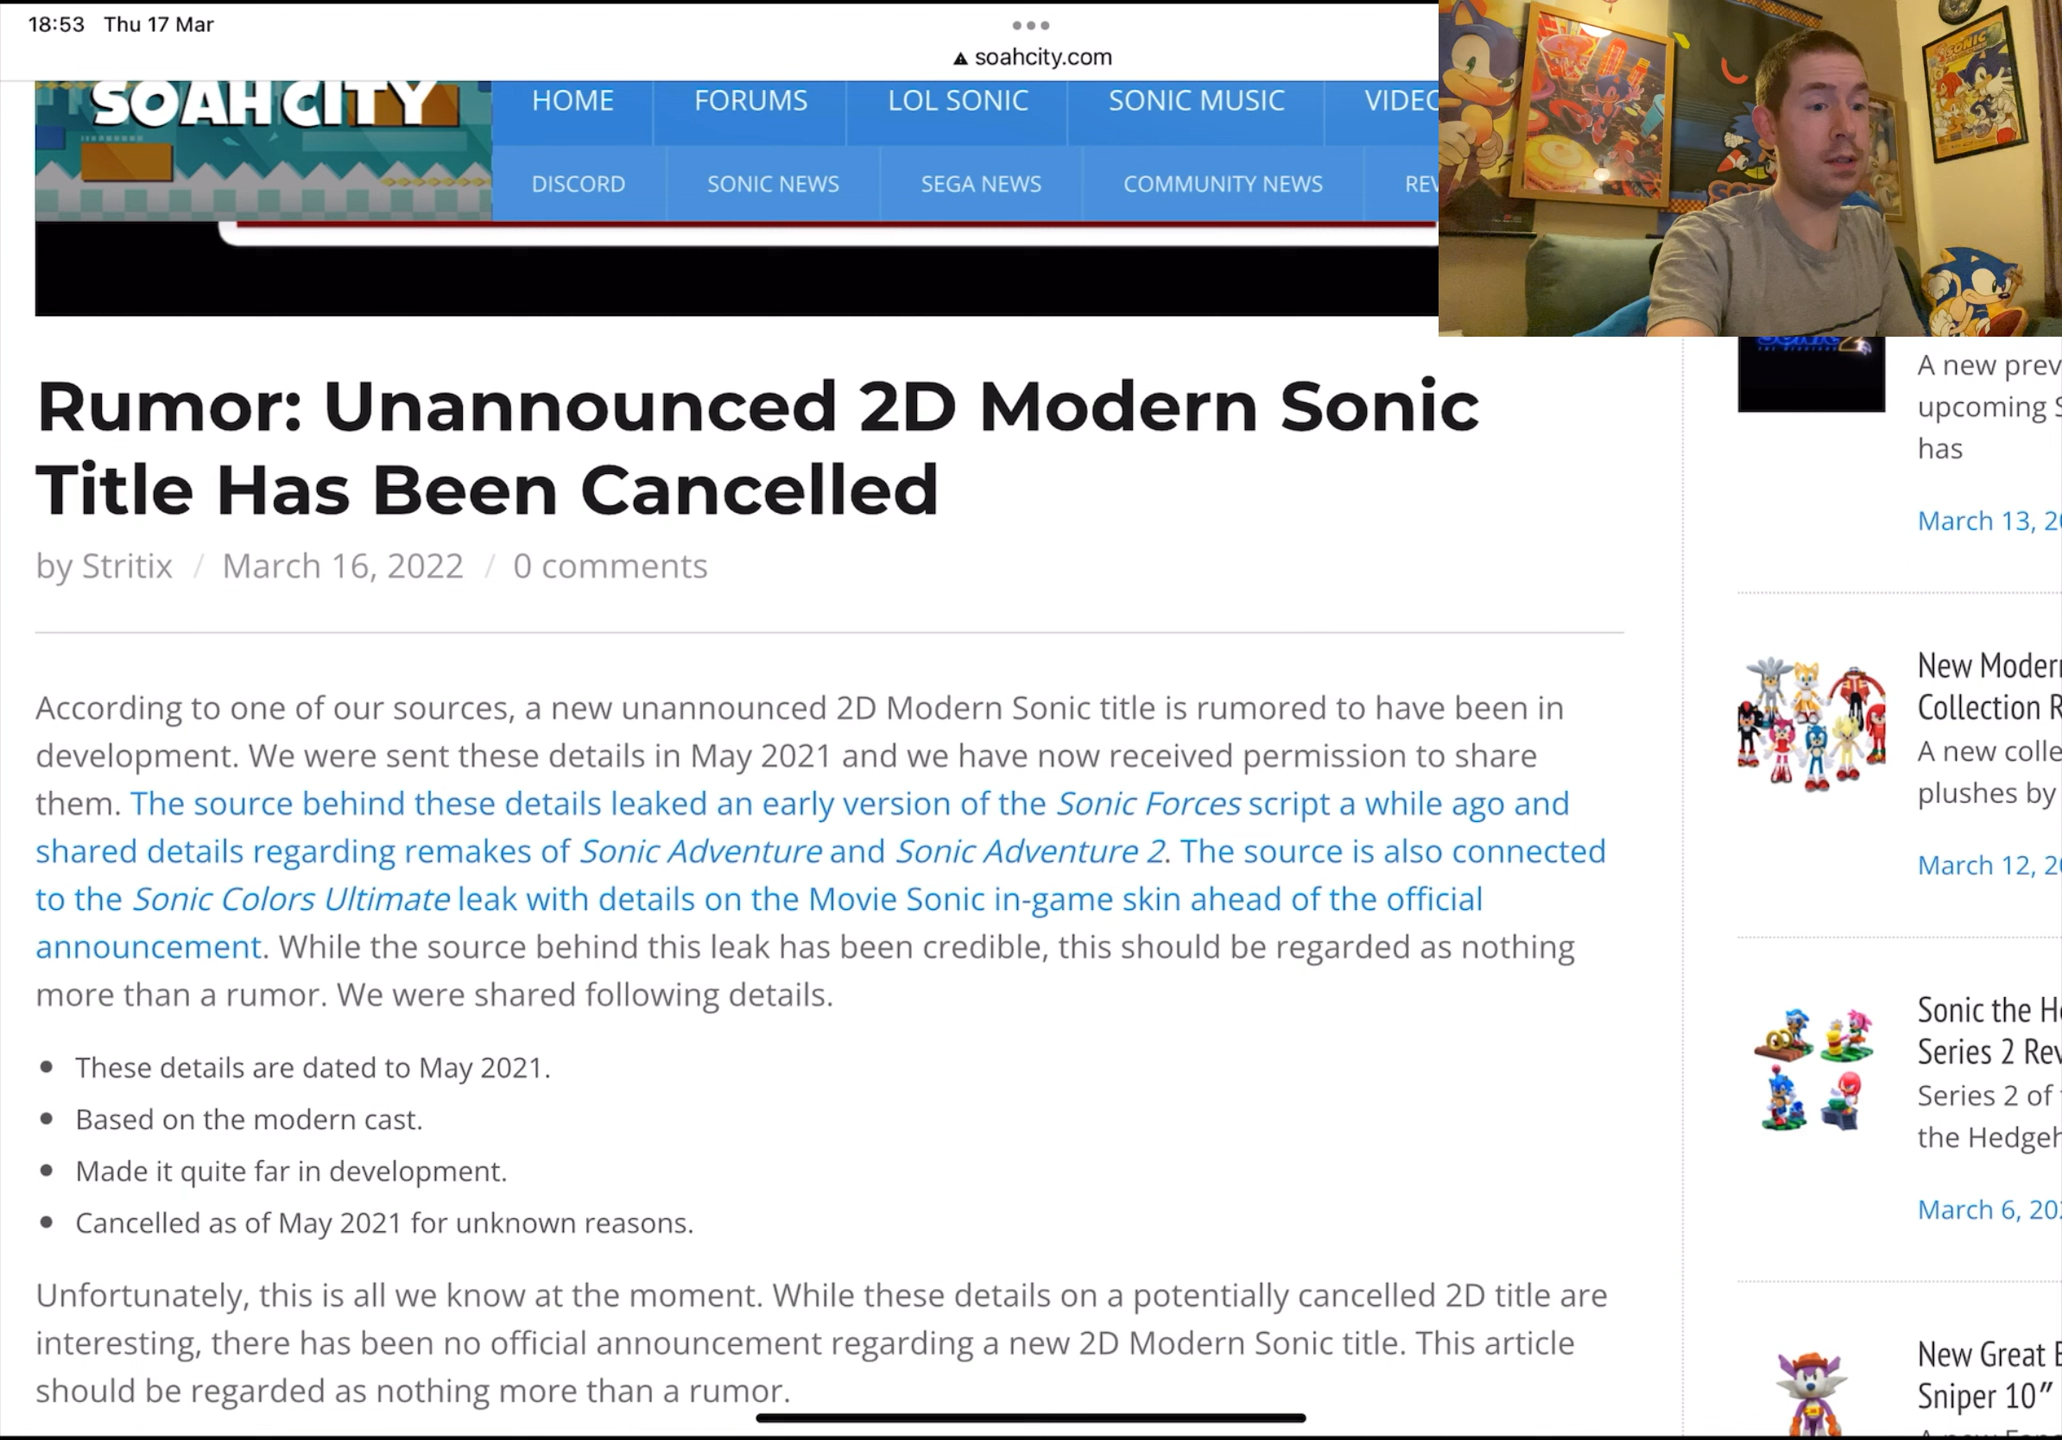 18:53 Thu 17 Mar
soahcity.com
SOAH CITY
HOME FORUMS LOL SONIC SONIC MUSIC
DISCORD SONIC NEWS SEGA NEWS COMMUNITY NEWS
SONIC
Rumor: Unannounced 2D Modern Sonic
Title Has Been Cancelled
by Stritix / March 16, 2022 / 0 comments
According to one of our sources, a new unannounced 2D Modern Sonic title is rumored to have been in
development. We were sent these details in May 2021 and we have now received permission to share
them. The source behind these details leaked an early version of the Sonic Forces script a while ago and
shared details regarding remakes of Sonic Adventure and Sonic Adventure 2. The source is also connected
to the Sonic Colors Ultimate leak with details on the Movie Sonic in-game skin ahead of the official
announcement. While the source behind this leak has been credible, this should be regarded as nothing
more than a rumor. We were shared following details.
• These details are dated to May 2021.
• Based on the modern cast.
• Made it quite far in development.
• Cancelled as of May 2021 for unknown reasons.
Unfortunately, this is all we know at the moment. While these details on a potentially cancelled 2D title are
interesting, there has been no official announcement regarding a new 2D Modern Sonic title. This article
should be regarded as nothing more than a rumor.
A new prev
upcoming S
has
March 13, 20
New Modern
Collection R
A new colle
plushes by
March 12, 20
Sonic the He
Series 2 Rev
Series 2 of
the Hedgeh
March 6, 202
New Great E
Sniper 10"